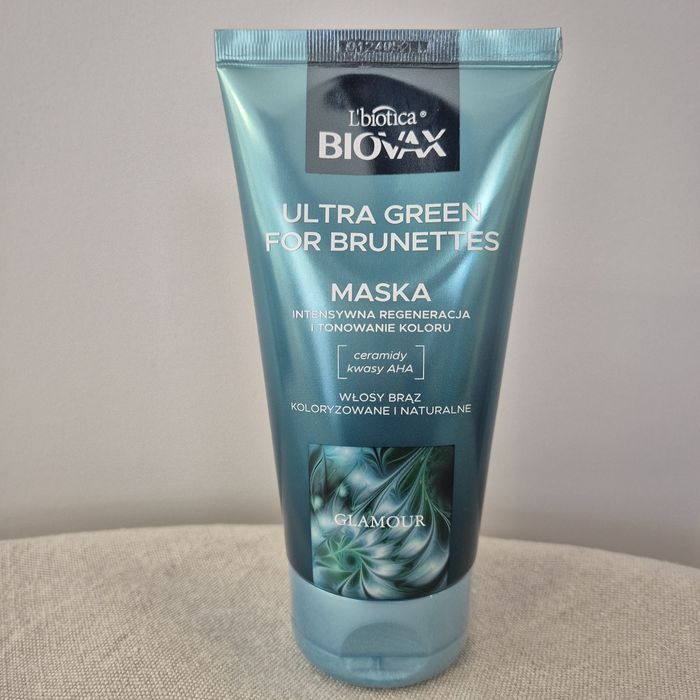 L'biotica®
BIOVAX
ULTRA GREEN
FOR BRUNETTES
MASKA
INTENSYWNA REGENERACJA
I TONOWANIE KOLORU
ceramidy
kwasy AHA
WŁOSY BRĄZ
KOLORYZOWANE I NATURALNE
GLAMOUR